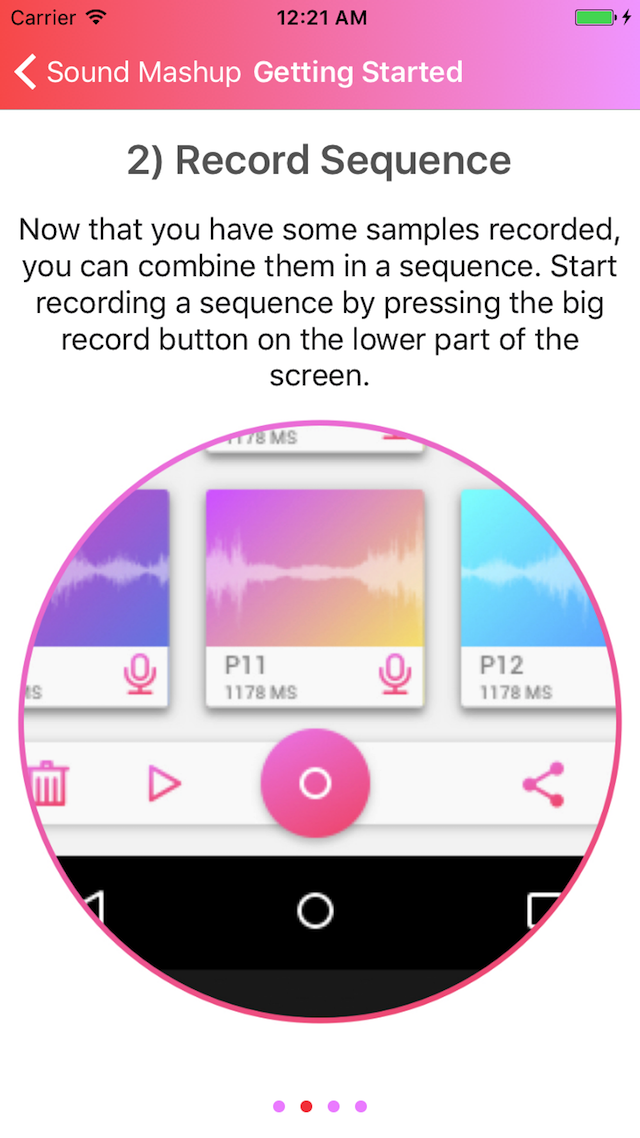 Carrier 12:21 AM
Sound Mashup Getting Started
2) Record Sequence
Now that you have some samples recorded,
you can combine them in a sequence. Start
recording a sequence by pressing the big
record button on the lower part of the
screen.
1178 MS
P11 P12
MS 1178 MS 1178 MS